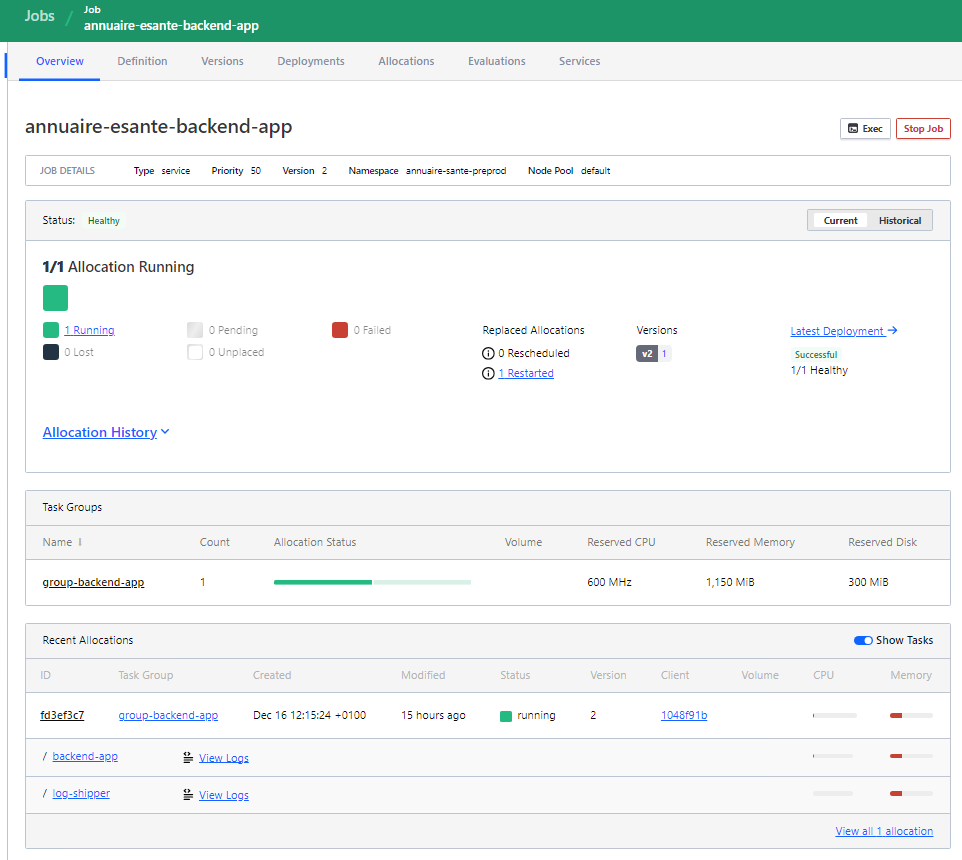 Jobs / Job
annuaire-esante-backend-app
Overview Definition Versions Deployments Allocations Evaluations Services
annuaire-esante-backend-app
Exec Stop Job
JOB DETAILS Type service Priority 50 Version 2 Namespace annuaire-sante-preprod Node Pool default
Status: Healthy Current Historical
1/1 Allocation Running
1 Running 0 Pending 0 Failed
0 Lost 0 Unplaced
Replaced Allocations
0 Rescheduled
1 Restarted
Versions
v2 1
Latest Deployment
Successful
1/1 Healthy
Allocation History
Task Groups
Name Count Allocation Status Volume Reserved CPU Reserved Memory Reserved Disk
group-backend-app 1 600 MHz 1,150 MiB 300 MiB
Recent Allocations Show Tasks
ID Task Group Created Modified Status Version Client Volume CPU Memory
fd3ef3c7 group-backend-app Dec 16 12:15:24 +0100 15 hours ago running 2 1048f91b
/ backend-app View Logs
/ log-shipper View Logs
View all 1 allocation